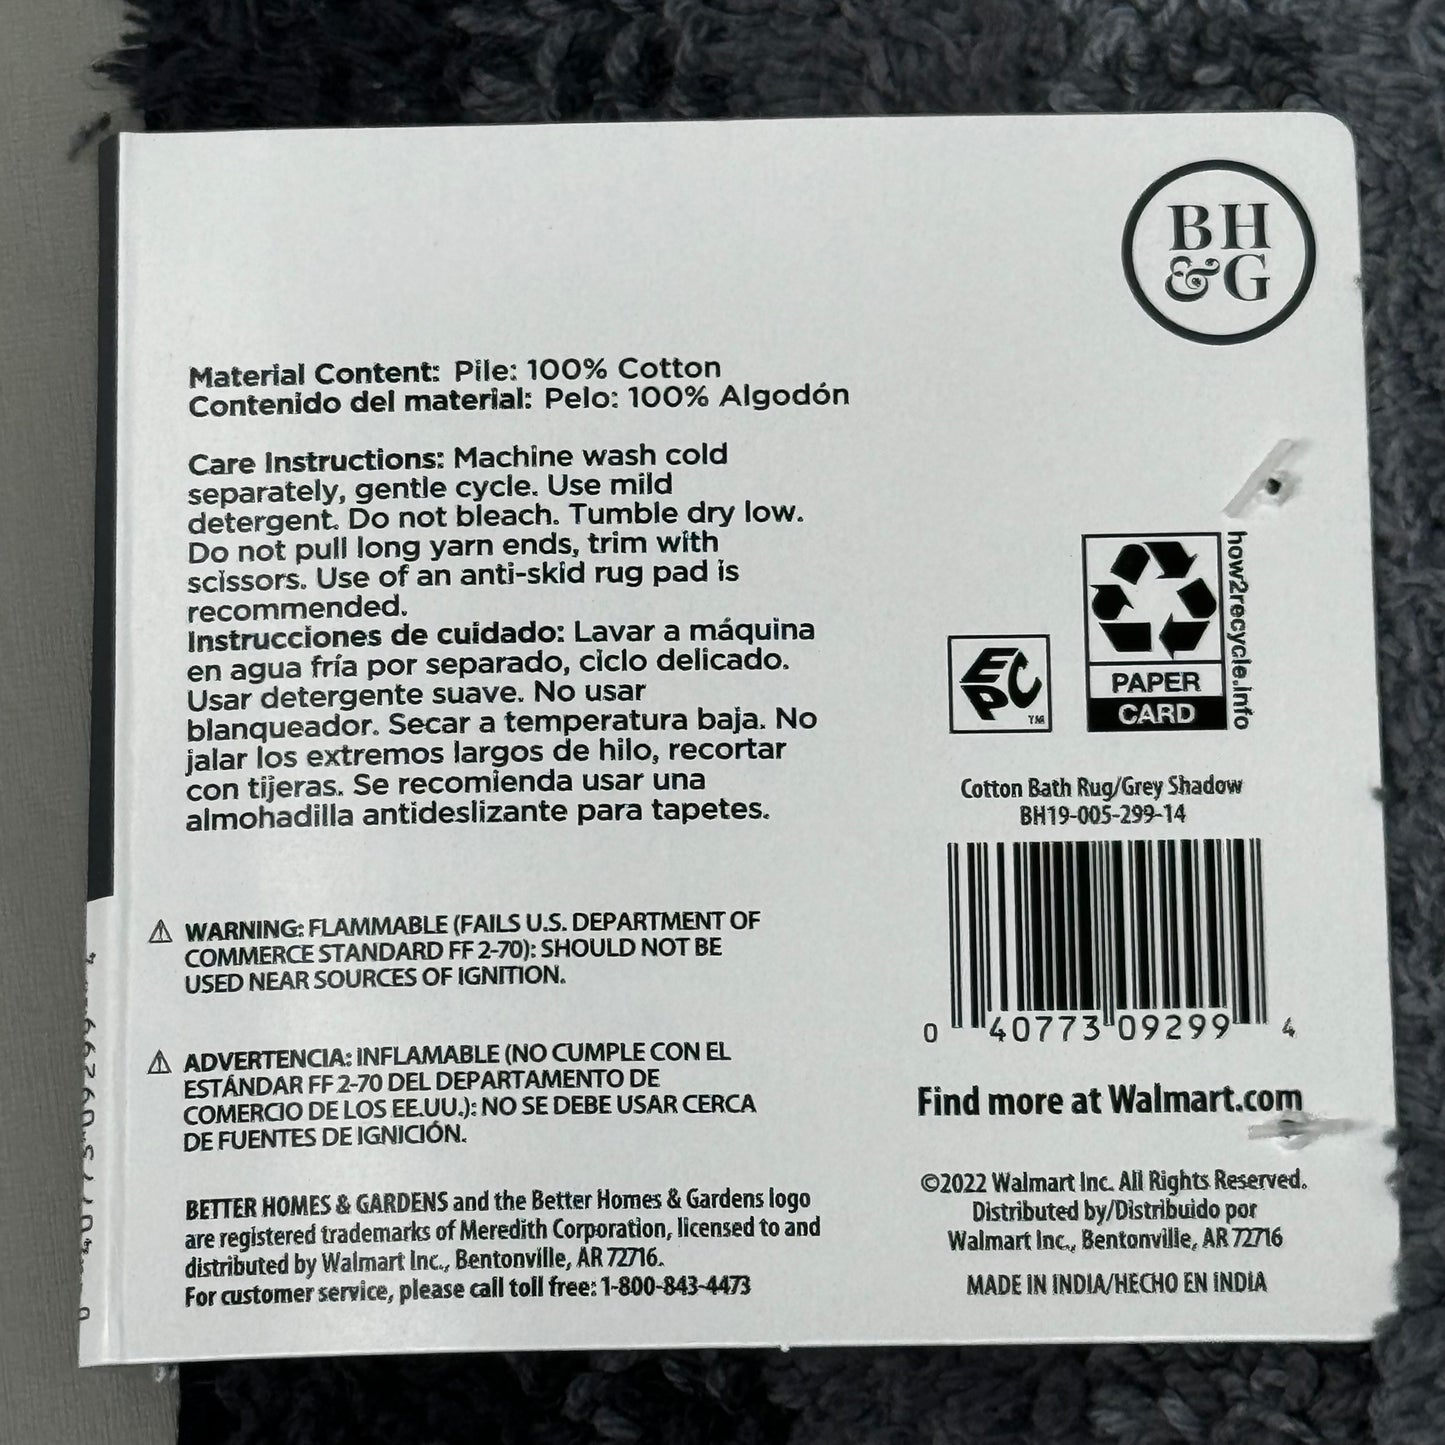 BH
&G
Material Content: Pile: 100% Cotton
Contenido del material: Pelo: 100% Algodón
Care Instructions: Machine wash cold
separately, gentle cycle. Use mild
detergent. Do not bleach. Tumble dry low.
Do not pull long yarn ends, trim with
scissors. Use of an anti-skid rug pad is
recommended.
Instrucciones de cuidado: Lavar a máquina
en agua fría por separado, ciclo delicado.
Usar detergente suave. No usar
blanqueador. Secar a temperatura baja. No
jalar los extremos largos de hilo, recortar
con tijeras. Se recomienda usar una
almohadilla antideslizante para tapetes.
⚠ WARNING: FLAMMABLE (FAILS U.S. DEPARTMENT OF
COMMERCE STANDARD FF 2-70): SHOULD NOT BE
USED NEAR SOURCES OF IGNITION.
⚠ ADVERTENCIA: INFLAMABLE (NO CUMPLE CON EL
ESTÁNDAR FF 2-70 DEL DEPARTAMENTO DE
COMERCIO DE LOS EE.UU.): NO SE DEBE USAR CERCA
DE FUENTES DE IGNICIÓN.
BETTER HOMES & GARDENS and the Better Homes & Gardens logo
are registered trademarks of Meredith Corporation, licensed to and
distributed by Walmart Inc., Bentonville, AR 72716.
For customer service, please call toll free: 1-800-843-4473
how2recycle.info
PAPER
CARD
EPC
™
Cotton Bath Rug/Grey Shadow
BH19-005-299-14
0 40773 09299 4
Find more at Walmart.com
©2022 Walmart Inc. All Rights Reserved.
Distributed by/Distribuido por
Walmart Inc., Bentonville, AR 72716
MADE IN INDIA/HECHO EN INDIA